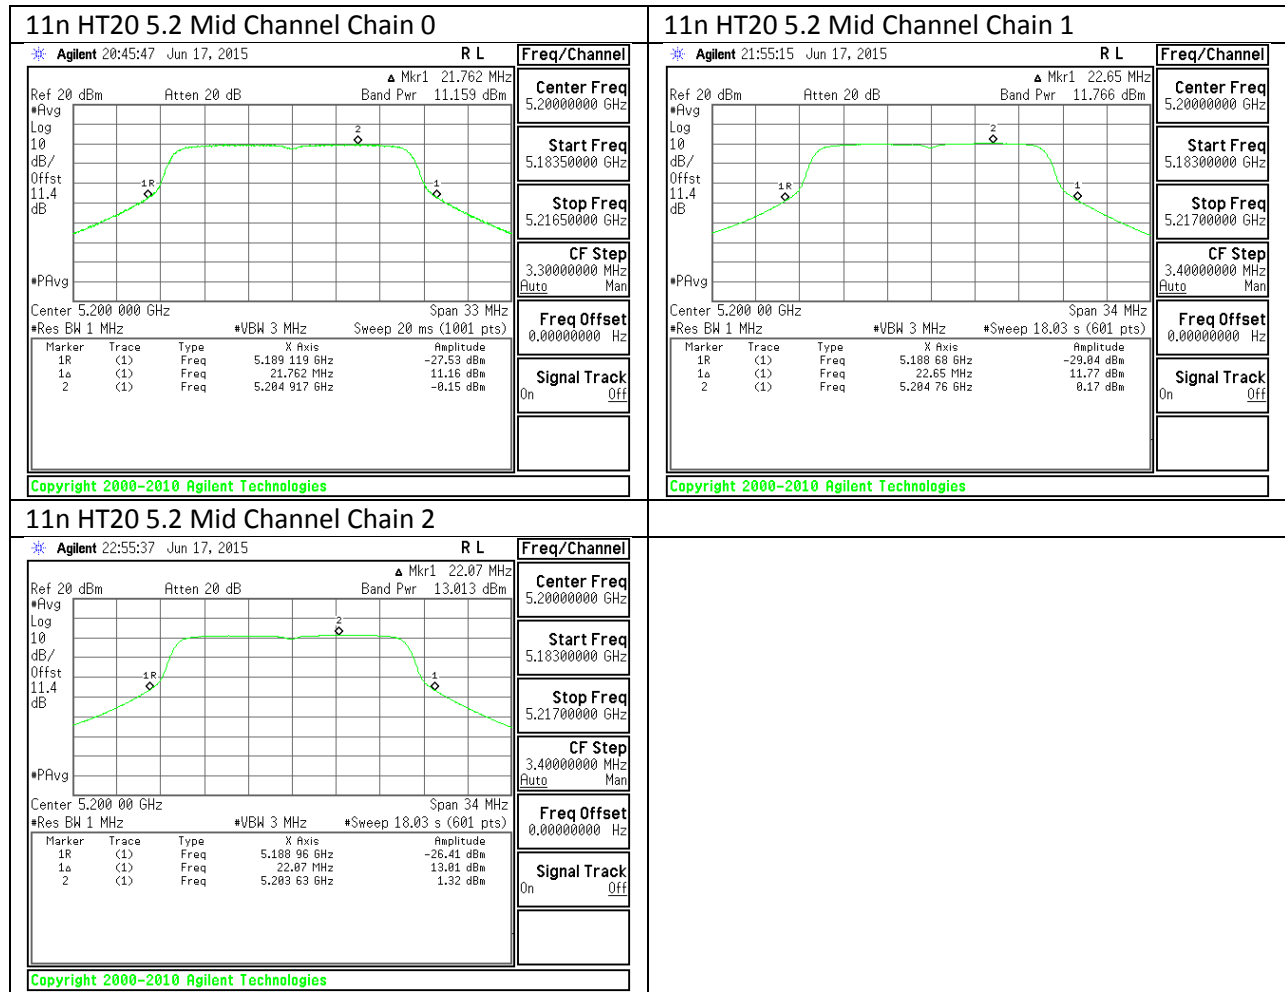 11n HT20 5.2 Mid Channel Chain 0
Agilent 20:45:47 Jun 17, 2015 R L
Freq/Channel
Δ Mkr1 21.762 MHz
Ref 20 dBm Atten 20 dB Band Pwr 11.159 dBm
#Avg
Log
10
dB/
Offst
11.4
dB
#PAvg
2
1R
1
Center 5.200 000 GHz Span 33 MHz
#Res BW 1 MHz #VBW 3 MHz Sweep 20 ms (1001 pts)
Marker Trace Type X Axis Amplitude
1R (1) Freq 5.189 119 GHz -27.53 dBm
1Δ (1) Freq 21.762 MHz 11.16 dBm
2 (1) Freq 5.204 917 GHz -0.15 dBm
Center Freq
5.20000000 GHz
Start Freq
5.18350000 GHz
Stop Freq
5.21650000 GHz
CF Step
3.30000000 MHz
Auto Man
Freq Offset
0.00000000 Hz
Signal Track
On Off
Copyright 2000-2010 Agilent Technologies
11n HT20 5.2 Mid Channel Chain 1
Agilent 21:55:15 Jun 17, 2015 R L
Freq/Channel
Δ Mkr1 22.65 MHz
Ref 20 dBm Atten 20 dB Band Pwr 11.766 dBm
#Avg
Log
10
dB/
Offst
11.4
dB
#PAvg
2
1R
1
Center 5.200 00 GHz Span 34 MHz
#Res BW 1 MHz #VBW 3 MHz #Sweep 18.03 s (601 pts)
Marker Trace Type X Axis Amplitude
1R (1) Freq 5.188 68 GHz -29.04 dBm
1Δ (1) Freq 22.65 MHz 11.77 dBm
2 (1) Freq 5.204 76 GHz 0.17 dBm
Center Freq
5.20000000 GHz
Start Freq
5.18300000 GHz
Stop Freq
5.21700000 GHz
CF Step
3.40000000 MHz
Auto Man
Freq Offset
0.00000000 Hz
Signal Track
On Off
Copyright 2000-2010 Agilent Technologies
11n HT20 5.2 Mid Channel Chain 2
Agilent 22:55:37 Jun 17, 2015 R L
Freq/Channel
Δ Mkr1 22.07 MHz
Ref 20 dBm Atten 20 dB Band Pwr 13.013 dBm
#Avg
Log
10
dB/
Offst
11.4
dB
#PAvg
2
1R
1
Center 5.200 00 GHz Span 34 MHz
#Res BW 1 MHz #VBW 3 MHz #Sweep 18.03 s (601 pts)
Marker Trace Type X Axis Amplitude
1R (1) Freq 5.188 96 GHz -26.41 dBm
1Δ (1) Freq 22.07 MHz 13.01 dBm
2 (1) Freq 5.203 63 GHz 1.32 dBm
Center Freq
5.20000000 GHz
Start Freq
5.18300000 GHz
Stop Freq
5.21700000 GHz
CF Step
3.40000000 MHz
Auto Man
Freq Offset
0.00000000 Hz
Signal Track
On Off
Copyright 2000-2010 Agilent Technologies